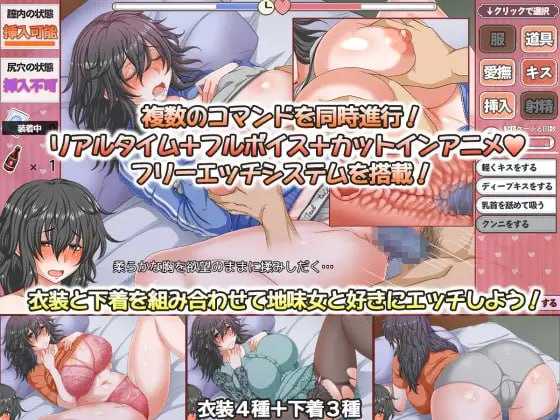 膣内の状態
挿入可能
尻穴の状態
挿入不可
装着中
× 1
↓クリックで選択
服
道具
愛撫
キス
挿入
射精
軽くキスをする
ディープキスをする
乳首を舐めて吸う
クンニをする
する
複数のコマンドを同時進行!
リアルタイム+フルボイス+カットインアニメ♥
フリーエッチシステムを搭載!
柔らかな胸を欲望のままに揉みしだく…
衣装と下着を組み合わせて地味女と好きにエッチしよう!
衣装4種+下着3種